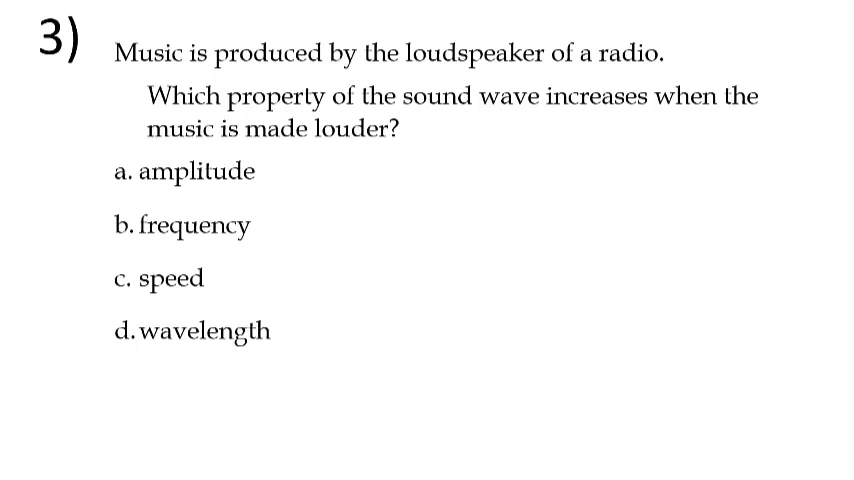 3)
Music is produced by the loudspeaker of a radio.
Which property of the sound wave increases when the
music is made louder?
a. amplitude
b. frequency
c. speed
d. wavelength